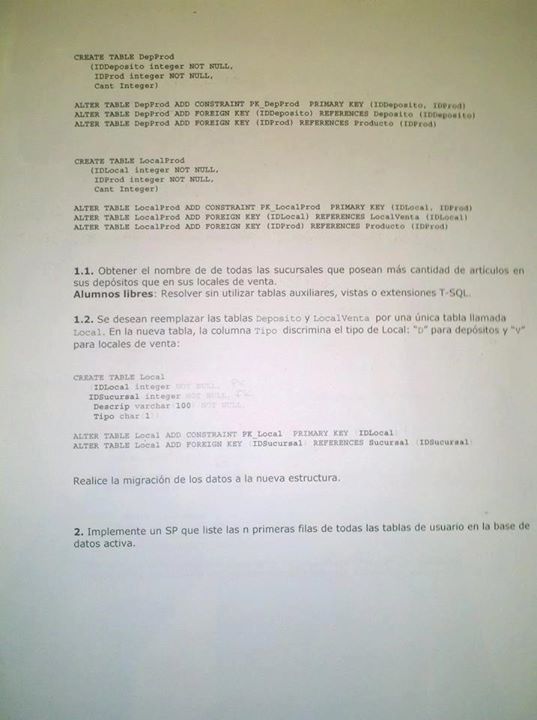 CREATE TABLE DepProd
(IDDeposito integer NOT NULL,
IDProd integer NOT NULL,
Cant Integer)
ALTER TABLE DepProd ADD CONSTRAINT PK_DepProd PRIMARY KEY (IDDeposito, IDProd)
ALTER TABLE DepProd ADD FOREIGN KEY (IDDeposito) REFERENCES Deposito (IDDeposito)
ALTER TABLE DepProd ADD FOREIGN KEY (IDProd) REFERENCES Producto (IDProd)
CREATE TABLE LocalProd
(IDLocal integer NOT NULL,
IDProd integer NOT NULL,
Cant Integer)
ALTER TABLE LocalProd ADD CONSTRAINT PK_LocalProd PRIMARY KEY (IDLocal, IDProd)
ALTER TABLE LocalProd ADD FOREIGN KEY (IDLocal) REFERENCES LocalVenta (IDLocal)
ALTER TABLE LocalProd ADD FOREIGN KEY (IDProd) REFERENCES Producto (IDProd)
1.1. Obtener el nombre de de todas las sucursales que posean más cantidad de artículos en
sus depósitos que en sus locales de venta.
Alumnos libres: Resolver sin utilizar tablas auxiliares, vistas o extensiones T-SQL.
1.2. Se desean reemplazar las tablas Deposito y LocalVenta por una única tabla llamada
Local. En la nueva tabla, la columna Tipo discrimina el tipo de Local: "D" para depósitos y "V"
para locales de venta:
CREATE TABLE Local
(IDLocal integer NOT NULL, PK
IDSucursal integer NOT NULL, FK
Descrip varchar(100) NOT NULL,
Tipo char(1))
ALTER TABLE Local ADD CONSTRAINT PK_Local PRIMARY KEY (IDLocal)
ALTER TABLE Local ADD FOREIGN KEY (IDSucursal) REFERENCES Sucursal (IDSucursal)
Realice la migración de los datos a la nueva estructura.
2. Implemente un SP que liste las n primeras filas de todas las tablas de usuario en la base de
datos activa.